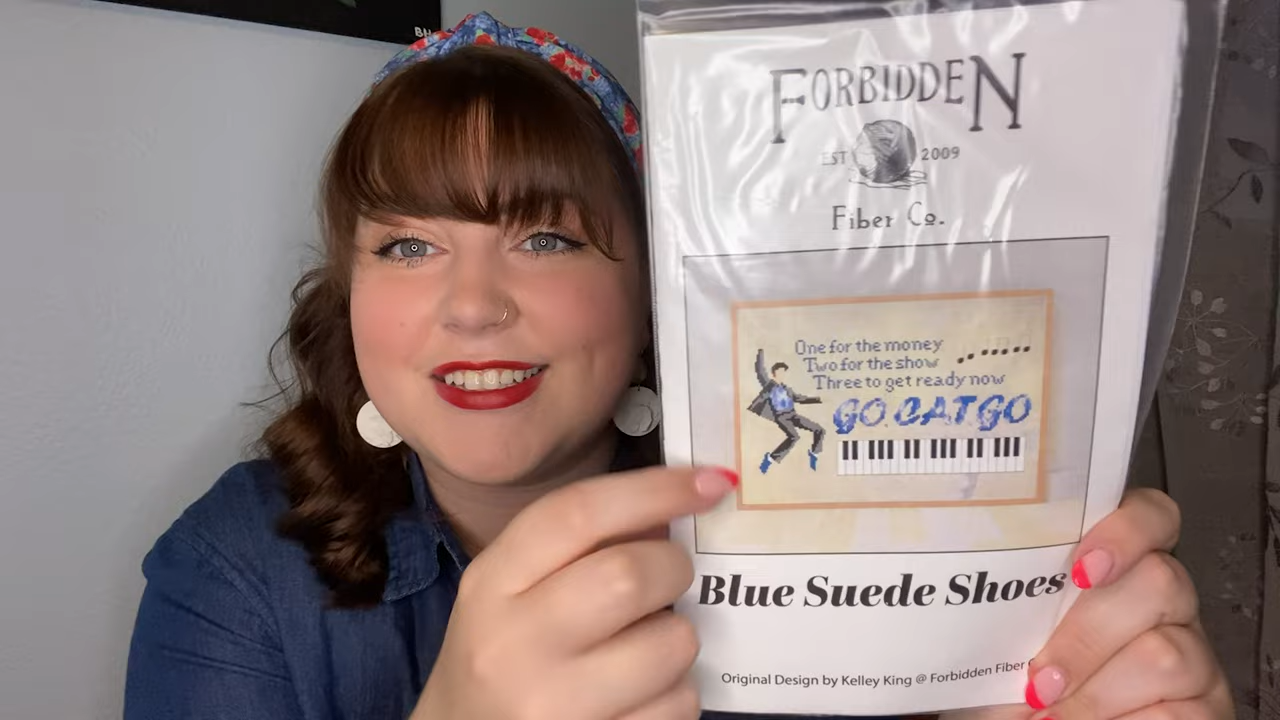 FORBIDDEN
EST 2009
Fiber Co.
One for the money
Two for the show
Three to get ready now
GO CAT GO
Blue Suede Shoes
Original Design by Kelley King @ Forbidden Fiber